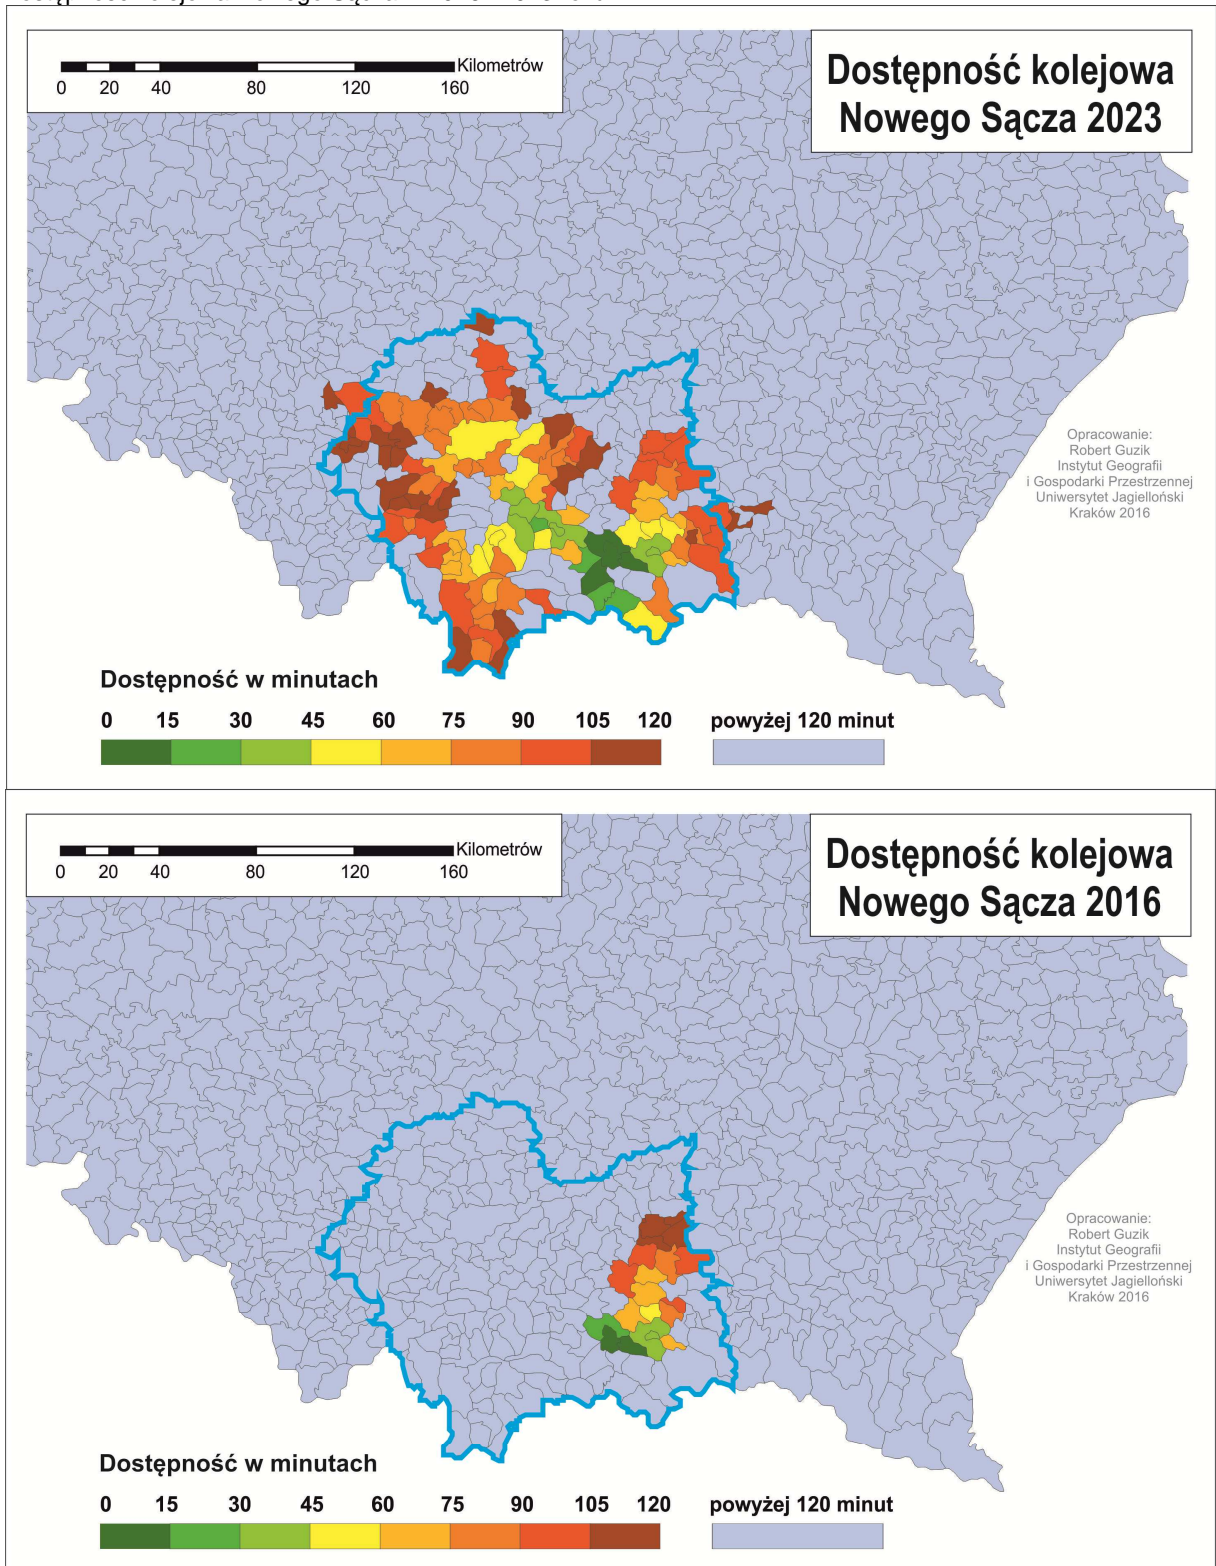 Kilometrów
0 20 40 80 120 160
Dostępność kolejowa
Nowego Sącza 2023
Opracowanie:
Robert Guzik
Instytut Geografii
i Gospodarki Przestrzennej
Uniwersytet Jagielloński
Kraków 2016
Dostępność w minutach
0 15 30 45 60 75 90 105 120 powyżej 120 minut
Kilometrów
0 20 40 80 120 160
Dostępność kolejowa
Nowego Sącza 2016
Opracowanie:
Robert Guzik
Instytut Geografii
i Gospodarki Przestrzennej
Uniwersytet Jagielloński
Kraków 2016
Dostępność w minutach
0 15 30 45 60 75 90 105 120 powyżej 120 minut